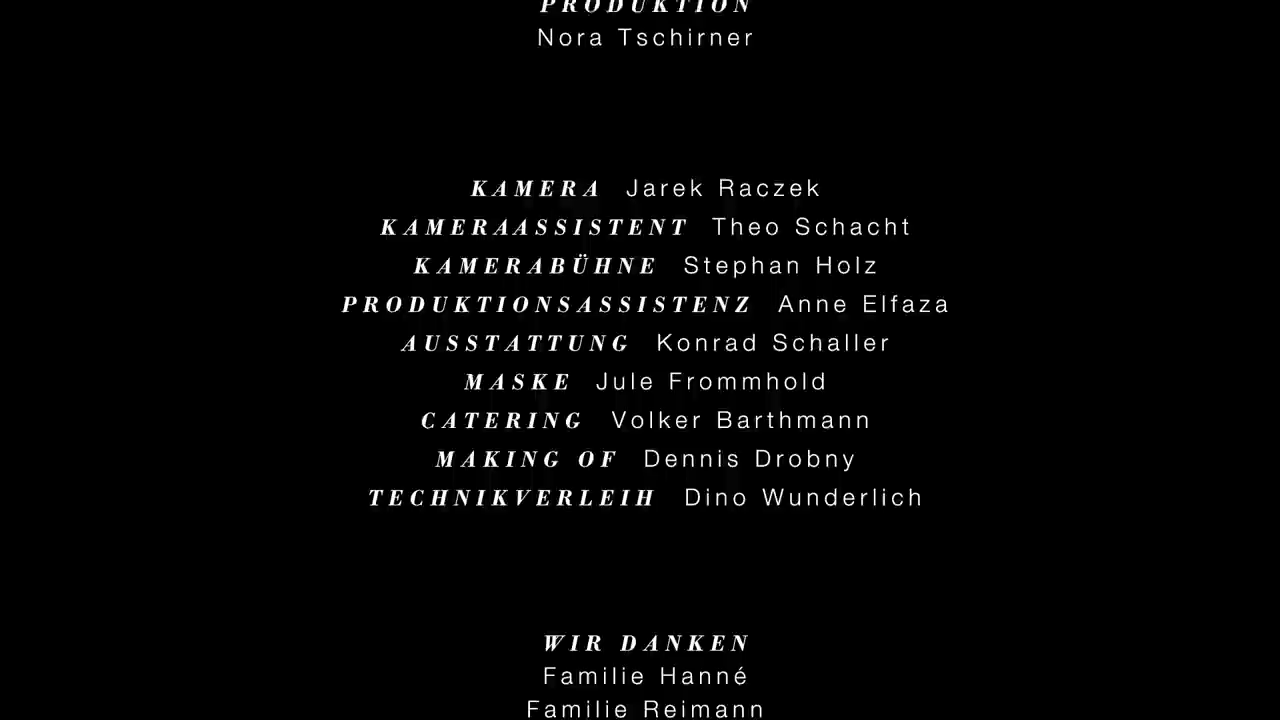 PRODUKTION
Nora Tschirner
KAMERA Jarek Raczek
KAMERAASSISTENT Theo Schacht
KAMERABÜHNE Stephan Holz
PRODUKTIONSASSISTENZ Anne Elfaza
AUSSTATTUNG Konrad Schaller
MASKE Jule Frommhold
CATERING Volker Barthmann
MAKING OF Dennis Drobny
TECHNIKVERLEIH Dino Wunderlich
WIR DANKEN
Familie Hanné
Familie Reimann